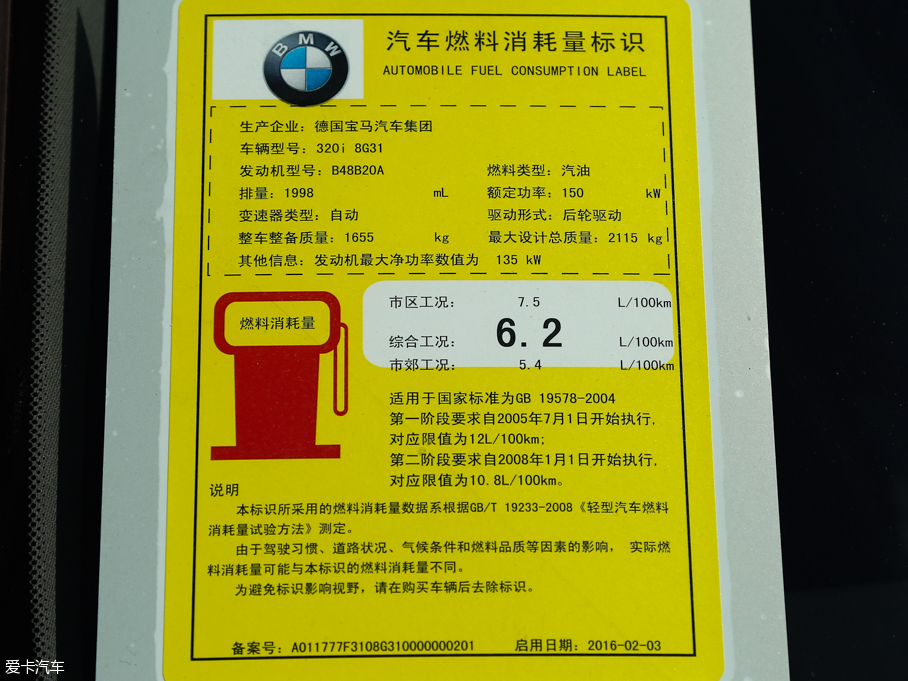 BMW
汽车燃料消耗量标识
AUTOMOBILE FUEL CONSUMPTION LABEL
生产企业：德国宝马汽车集团
车辆型号：320i 8G31
发动机型号：B48B20A 燃料类型：汽油
排量：1998 mL 额定功率：150 kW
变速器类型：自动 驱动形式：后轮驱动
整车整备质量：1655 kg 最大设计总质量：2115 kg
其他信息：发动机最大净功率数值为 135 kW
燃料消耗量
市区工况： 7.5 L/100km
综合工况： 6.2 L/100km
市郊工况： 5.4 L/100km
适用于国家标准为GB 19578-2004
第一阶段要求自2005年7月1日开始执行,
对应限值为12L/100km;
第二阶段要求自2008年1月1日开始执行,
对应限值为10.8L/100km。
说明
本标识所采用的燃料消耗量数据系根据GB/T 19233-2008《轻型汽车燃料
消耗量试验方法》测定。
由于驾驶习惯、道路状况、气候条件和燃料品质等因素的影响， 实际燃
料消耗量可能与本标识的燃料消耗量不同。
为避免标识影响视野，请在购买车辆后去除标识。
备案号：A011777F3108G310000000201 启用日期：2016-02-03
爱卡汽车